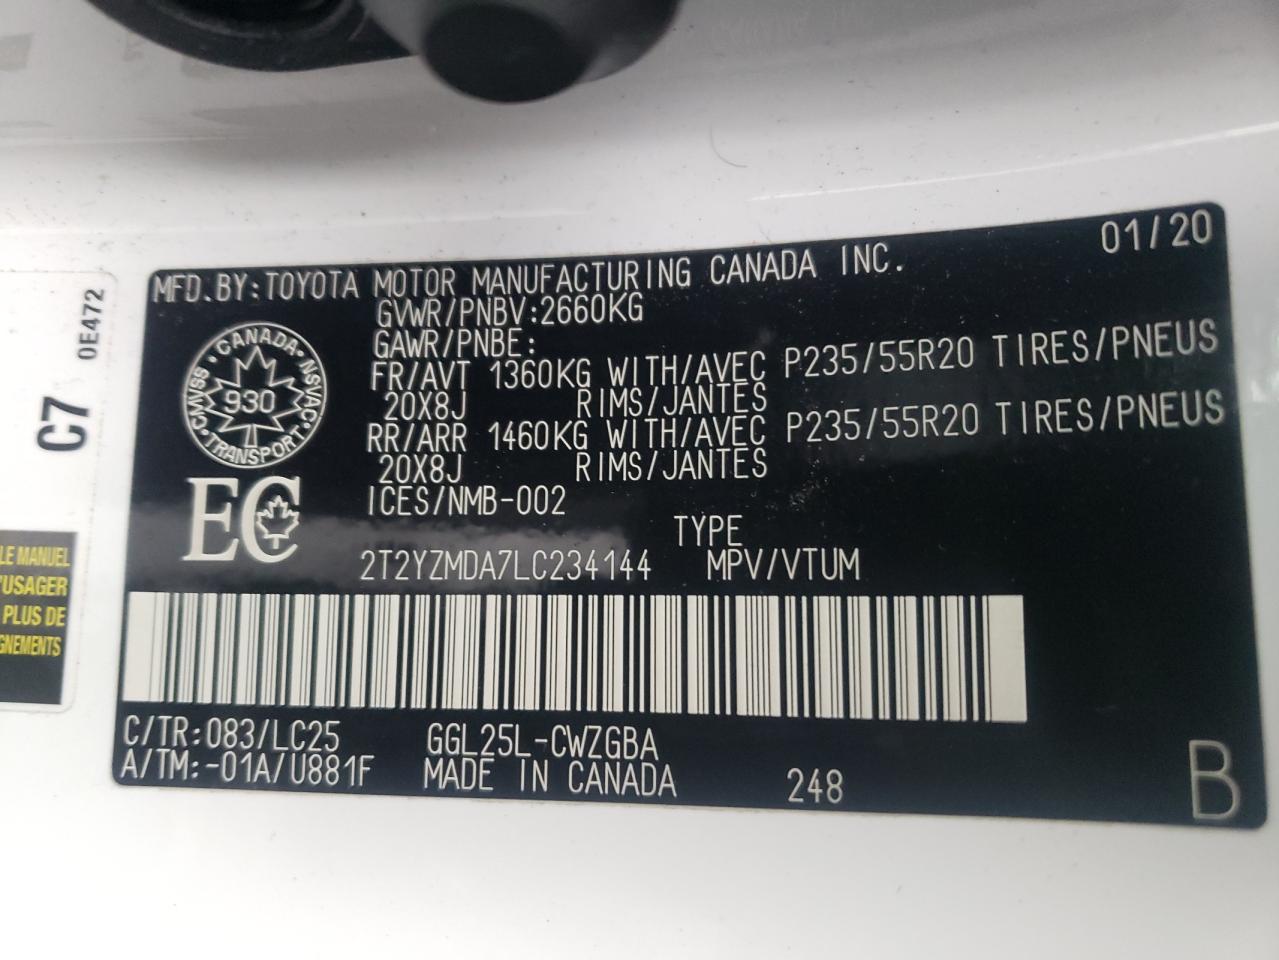 01/20
MFD.BY:TOYOTA MOTOR MANUFACTURING CANADA INC.
GVWR/PNBV:2660KG
GAWR/PNBE:
FR/AVT 1360KG WITH/AVEC P235/55R20 TIRES/PNEUS
20X8J RIMS/JANTES
RR/ARR 1460KG WITH/AVEC P235/55R20 TIRES/PNEUS
20X8J RIMS/JANTES
ICES/NMB-002
CANADA
CMVSS 930 NSVAC
TRANSPORT
EC
TYPE
2T2YZMDA7LC234144 MPV/VTUM
C/TR:083/LC25 GGL25L-CWZGBA
A/TM:-01A/U881F MADE IN CANADA 248
B
C7
0E472
LE MANUEL
'USAGER
PLUS DE
GNEMENTS